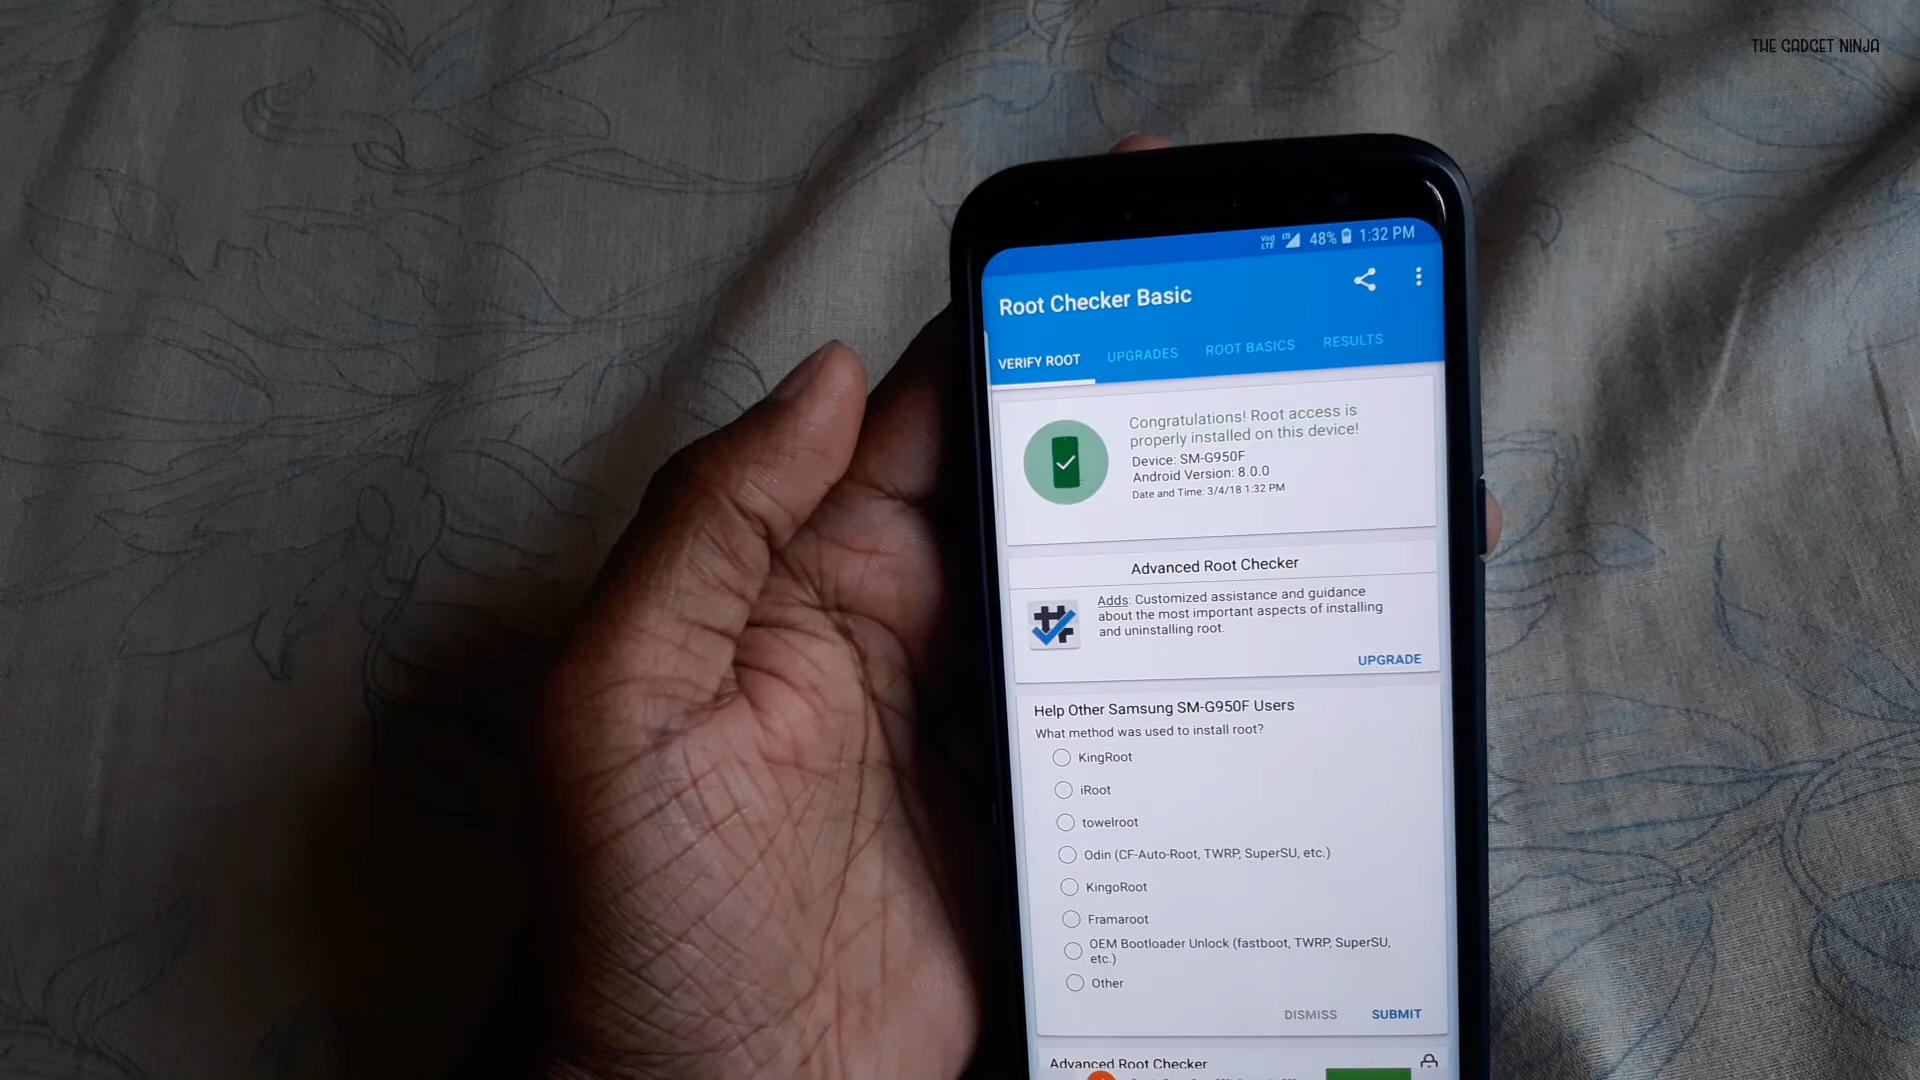 THE GADGET NINJA
Vo)) LTE LTE 48% 1:32 PM
Root Checker Basic
VERIFY ROOT UPGRADES ROOT BASICS RESULTS
Congratulations! Root access is
properly installed on this device!
Device: SM-G950F
Android Version: 8.0.0
Date and Time: 3/4/18 1:32 PM
Advanced Root Checker
Adds: Customized assistance and guidance
about the most important aspects of installing
and uninstalling root.
UPGRADE
Help Other Samsung SM-G950F Users
What method was used to install root?
KingRoot
iRoot
towelroot
Odin (CF-Auto-Root, TWRP, SuperSU, etc.)
KingoRoot
Framaroot
OEM Bootloader Unlock (fastboot, TWRP, SuperSU,
etc.)
Other
DISMISS SUBMIT
Advanced Root Checker